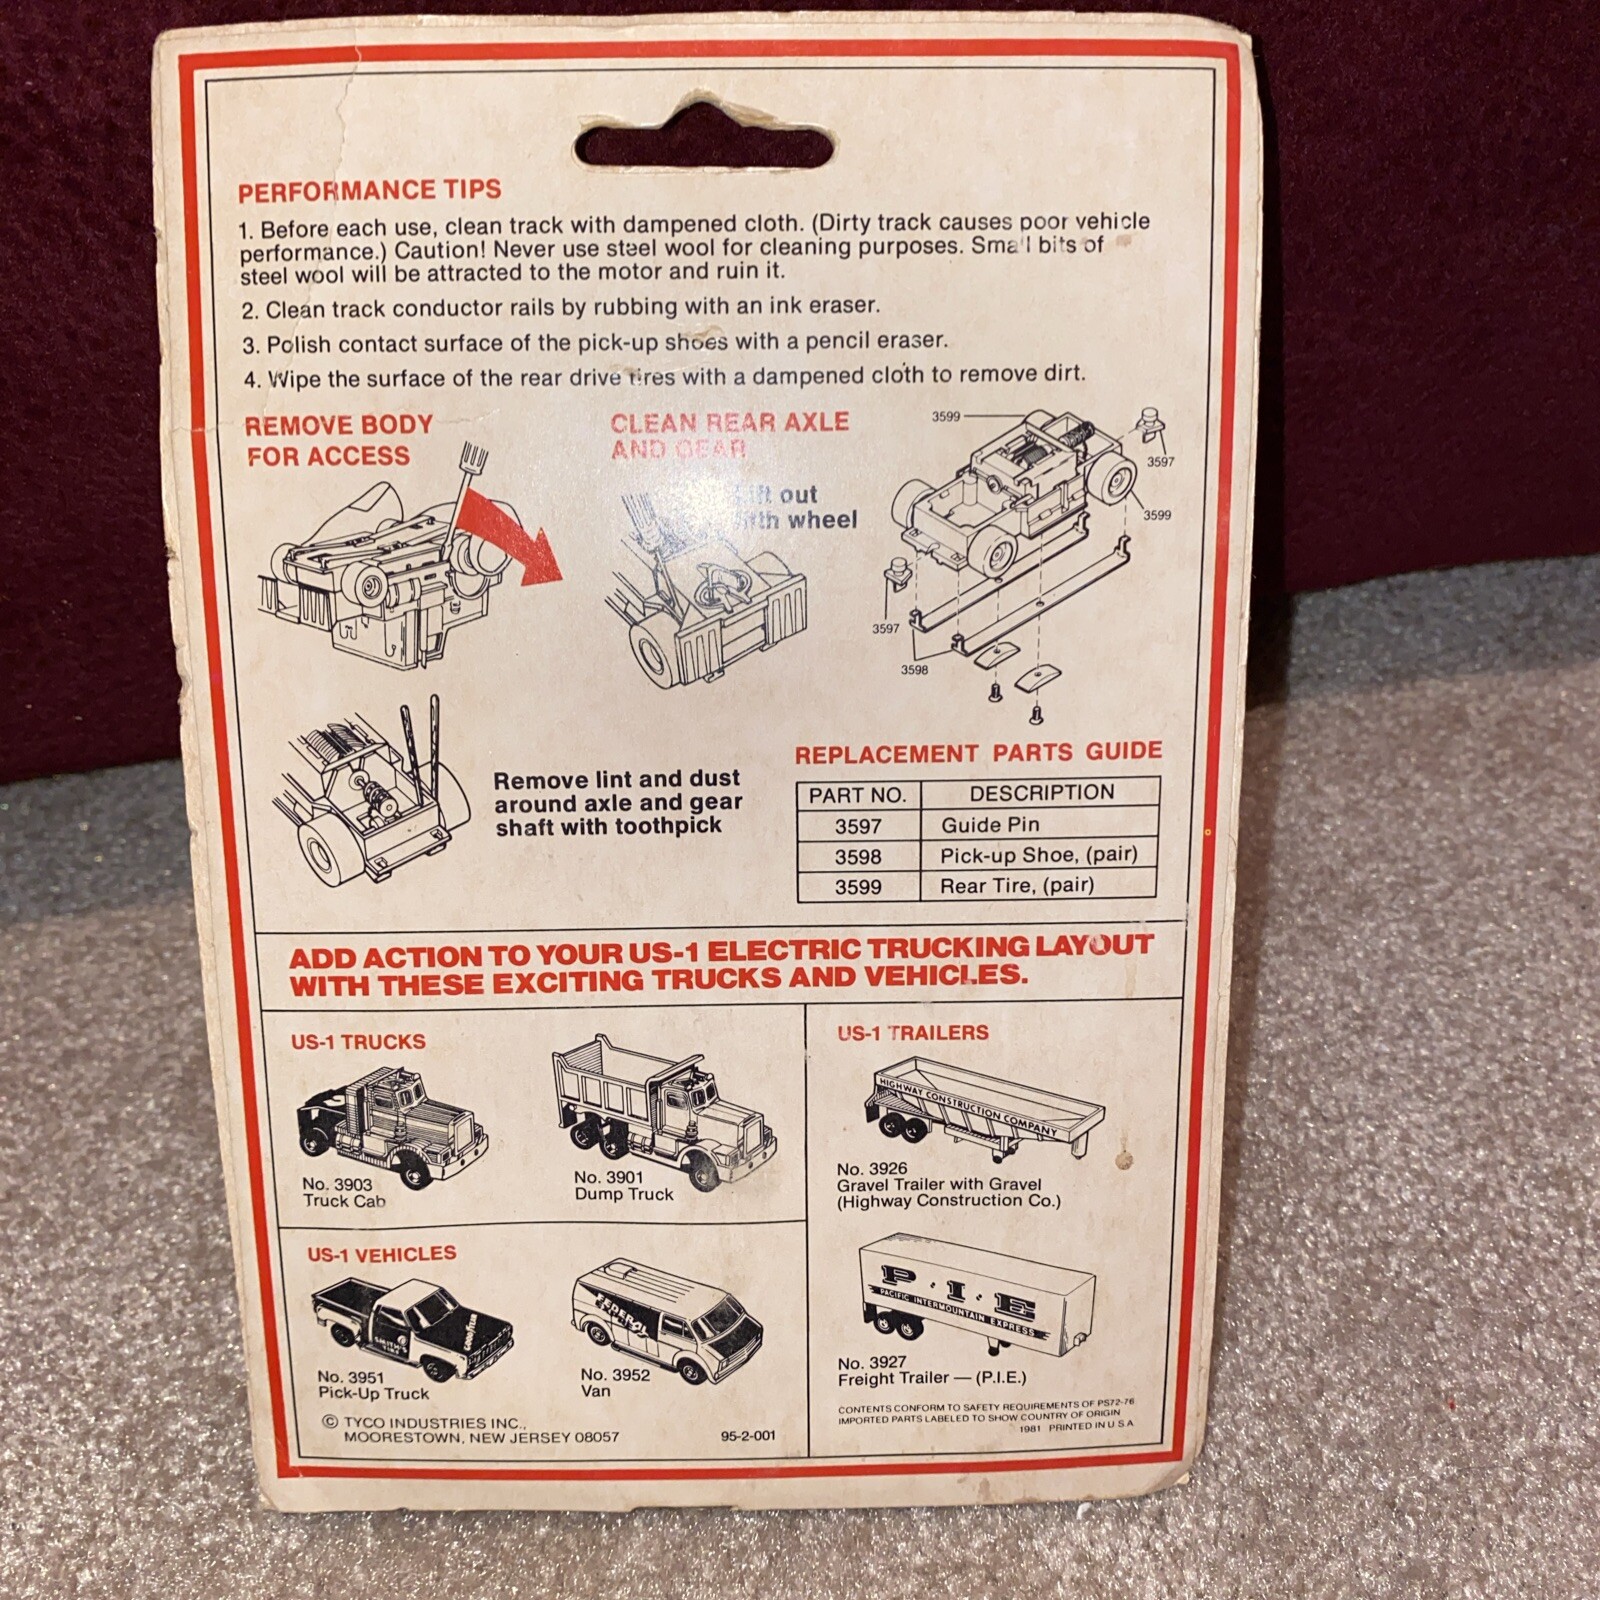 PERFORMANCE TIPS
1. Before each use, clean track with dampened cloth. (Dirty track causes poor vehicle
performance.) Caution! Never use steel wool for cleaning purposes. Small bits of
steel wool will be attracted to the motor and ruin it.
2. Clean track conductor rails by rubbing with an ink eraser.
3. Polish contact surface of the pick-up shoes with a pencil eraser.
4. Wipe the surface of the rear drive tires with a dampened cloth to remove dirt.
REMOVE BODY
FOR ACCESS
CLEAN REAR AXLE
AND GEAR
Lift out
fifth wheel
3599
3597
3599
3597
3598
Remove lint and dust
around axle and gear
shaft with toothpick
REPLACEMENT PARTS GUIDE
PART NO. DESCRIPTION
3597 Guide Pin
3598 Pick-up Shoe, (pair)
3599 Rear Tire, (pair)
ADD ACTION TO YOUR US-1 ELECTRIC TRUCKING LAYOUT
WITH THESE EXCITING TRUCKS AND VEHICLES.
US-1 TRUCKS
No. 3903
Truck Cab
No. 3901
Dump Truck
US-1 VEHICLES
SMITH'S
GOODYEAR
No. 3951
Pick-Up Truck
FEDERAL
No. 3952
Van
© TYCO INDUSTRIES INC.,
MOORESTOWN, NEW JERSEY 08057
95-2-001
US-1 TRAILERS
HIGHWAY CONSTRUCTION COMPANY
No. 3926
Gravel Trailer with Gravel
(Highway Construction Co.)
P·I·E
PACIFIC INTERMOUNTAIN EXPRESS
No. 3927
Freight Trailer — (P.I.E.)
CONTENTS CONFORM TO SAFETY REQUIREMENTS OF PS72-76
IMPORTED PARTS LABELED TO SHOW COUNTRY OF ORIGIN
1981 PRINTED IN U.S.A